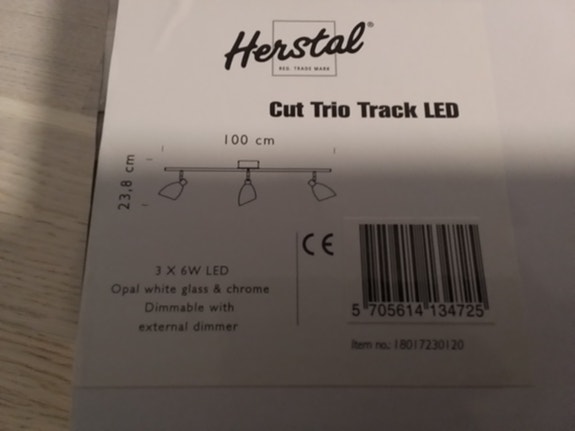 Herstal®
REG. TRADE MARK
Cut Trio Track LED
100 cm
23,8 cm
CE
3 X 6W LED
Opal white glass & chrome
Dimmable with
external dimmer
5 705614 134725
Item no.: 18017230120